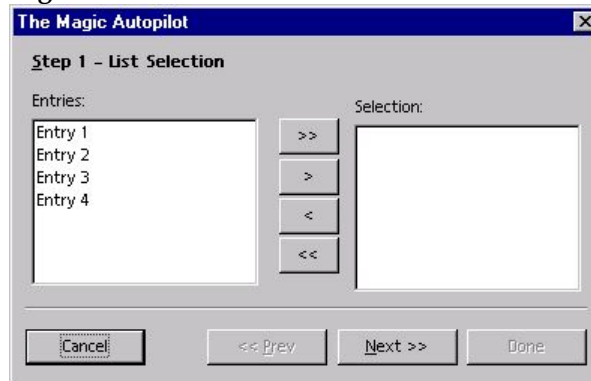 The Magic Autopilot
Step 1 - List Selection
Entries:
Selection:
Entry 1
Entry 2
Entry 3
Entry 4
>>
>
<
<<
Cancel
<< Prev
Next >>
Done